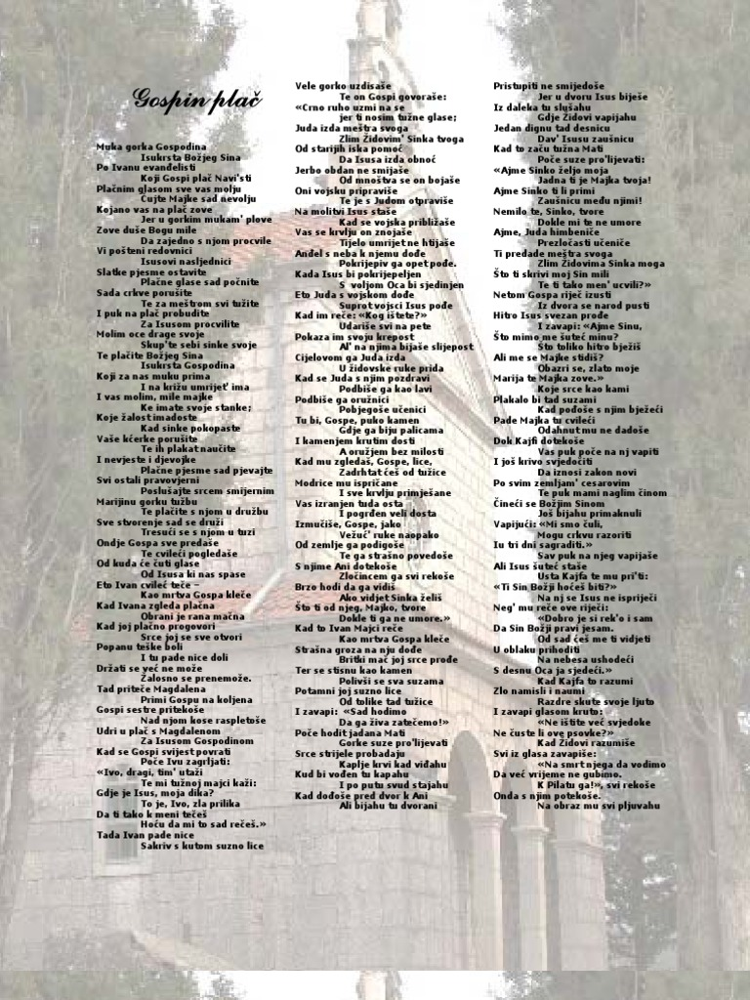 Gospin plač
Muka gorka Gospodina
Isukrsta Božjeg Sina
Po Ivanu evanđelisti
Koji Gospi plač Navi'sti
Plačnim glasom sve vas molju
Cujte Majke sad nevolju
Kojano vas na plač zove
Jer u gorkim mukam' plove
Zove duše Bogu mile
Da zajedno s njom procvile
Vi pošteni redovnici
Isusovi nasljednici
Slatke pjesme ostavite
Plačne glase sad počnite
Sada crkve porušite
Te za meštrom svi tužite
I puk na plač probudite
Za Isusom procvilite
Molim oce drage svoje
Skup'te sebi sinke svoje
Te plačite Božjeg Sina
Isukrsta Gospodina
Koji za nas muku prima
I na križu umrijet' ima
I vas molim, mile majke
Ke imate svoje stanke;
Koje žalost imadoste
Kad sinke pokopaste
Vaše kćerke porušite
Te ih plakat naučite
I nevjeste i djevojke
Plačne pjesme sad pjevajte
Svi ostali pravovjerni
Poslušajte srcem smijernim
Marijinu gorku tužbu
Te plačite s njom u družbu
Sve stvorenje sad se druži
Tresući se s njom u tuzi
Ondje Gospa sve predaše
Te cvileći pogledaše
Od kuda će čuti glase
Od Isusa ki nas spase
Eto Ivan cvileć teče –
Kao mrtva Gospa kleče
Kad Ivana zgleda plačna
Obrani je rana mačna
Kad joj plačno progovori
Srce joj se sve otvori
Popanu teške boli
I tu pade nice doli
Držati se već ne može
Zalosno se prenemože.
Tad priteče Magdalena
Primi Gospu na koljena
Gospi sestre pritekoše
Nad njom kose raspletoše
Udri u plač s Magdalenom
Za Isusom Gospodinom
Kad se Gospi svijest povrati
Poče Ivu zagrljati:
«Ivo, dragi, tim' utaži
Te mi tužnoj majci kaži:
Gdje je Isus, moja dika?
To je, Ivo, zla prilika
Da ti tako k meni tečeš
Hoću da mi to sad rečeš.»
Tada Ivan pade nice
Sakriv s kutom suzno lice
Vele gorko uzdisaše
Te on Gospi govoraše:
«Crno ruho uzmi na se
jer ti nosim tužne glase;
Juda izda meštra svoga
Zlim Židovim' Sinka tvoga
Od starijih iska pomoć
Da Isusa izda obnoć
Jerbo obdan ne smijaše
Od mnoštva se on bojaše
Oni vojsku pripraviše
Te je s Judom otpraviše
Na molitvi Isus staše
Kad se vojska približaše
Vas se krvlju on znojaše
Tijelo umrijet ne htijaše
Anđel s neba k njemu dođe
Pokrijepiv ga opet pođe.
Kada Isus bi pokrijepeljen
S  voljom Oca bi sjedinjen
Eto Juda s vojskom dođe
Suprot vojsci Isus pođe
Kad im reče: «Kog ištete?»
Udariše svi na pete
Pokaza im svoju krepost
Al' na njima bijaše slijepost
Cijelovom ga Juda izda
U židovske ruke prida
Kad se Juda s njim pozdravi
Podbiše ga kao lavi
Podbiše ga oružnici
Pobjegoše učenici
Tu bi, Gospe, puko kamen
Gdje ga biju palicama
I kamenjem krutim dosti
A oružjem bez milosti
Kad mu zgledaš, Gospe, lice,
Zadrhtat ćeš od tužice
Modrice mu ispričane
I sve krvlju primješane
Vas izranjen tuda osta
I pogrđen veli dosta
Izmučiše, Gospe, jako
Vežuć' ruke naopako
Od zemlje ga podigoše
Te ga strašno povedoše
S njime Ani dotekoše
Zločincem ga svi rekoše
Brzo hodi da ga vidiš
Ako vidjet Sinka želiš
Što ti od njeg, Majko, tvore
Dokle ti ga ne umore.»
Kad to Ivan Majci reče
Kao mrtva Gospa kleče
Strašna groza na nju dođe
Britki mač joj srce prođe
Ter se stisnu kao kamen
Polivši se sva suzama
Potamni joj suzno lice
Od tolike tad tužice
I zavapi:  «Sad hodimo
Da ga živa zatečemo!»
Poče hodit jadana Mati
Gorke suze pro'lijevati
Srce strijele probadaju
Kaplje krvi kad viđahu
Kud bi vođen tu kapahu
I po putu svud stajahu
Kad dođoše pred dvor k Ani
Ali bijahu tu dvorani
Pristupiti ne smijedoše
Jer u dvoru Isus biješe
Iz daleka tu slušahu
Gdje Židovi vapijahu
Jedan dignu tad desnicu
Dav' Isusu zaušnicu
Kad to začu tužna Mati
Poče suze pro'lijevati:
«Ajme Sinko željo moja
Jadna ti je Majka tvoja!
Ajme Sinko ti li primi
Zaušnicu među njimi!
Nemilo te, Sinko, tvore
Dokle mi te ne umore
Ajme, Juda himbeniče
Prezločasti učeniče
Ti predade meštra svoga
Zlim Židovima Sinka moga
Što ti skrivi moj Sin mili
Te ti tako men' ucvili?»
Netom Gospa riječ izusti
Iz dvora se narod pusti
Hitro Isus svezan prođe
I zavapi: «Ajme Sinu,
Što mimo me šuteć minu?
Što toliko hitro bježiš
Ali me se Majke stidiš?
Obazri se, zlato moje
Marija te Majka zove.»
Koje srce kao kami
Plakalo bi tad suzami
Kad pođoše s njim bježeći
Pade Majka tu cvileći
Odahnut mu ne dadoše
Dok Kajfi dotekoše
Vas puk poče na nj vapiti
I još krivo svjedočiti
Da iznosi zakon novi
Po svim zemljam' cesarovim
Te puk mami naglim činom
Čineći se Božjim Sinom
Još bijahu primaknuli
Vapijući: «Mi smo čuli,
Mogu crkvu razoriti
Iu tri dni sagraditi.»
Sav puk na njeg vapijaše
Ali Isus šuteć staše
Usta Kajfa te mu pri'ti:
«Ti Sin Božji hoćeš biti?»
Na nj se Isus ne ispriječi
Neg' mu reče ove riječi:
«Dobro je si rek'o i sam
Da Sin Božji pravi jesam.
Od sad ćeš me ti vidjeti
U oblaku prihoditi
Na nebesa ushodeći
S desnu Oca ja sjedeći.»
Kad Kajfa to razumi
Zlo namisli i naumi
Razdre skute svoje ljuto
I zavapi glasom kruto:
«Ne ištite već svjedoke
Ne čuste li ove psovke?»
Kad Židovi razumiše
Svi iz glasa zavapiše:
«Na smrt njega da vodimo
Da već vrijeme ne gubimo.
K Pilatu ga!», svi rekoše
Onda s njim potekoše.
Na obraz mu svi pljuvahu